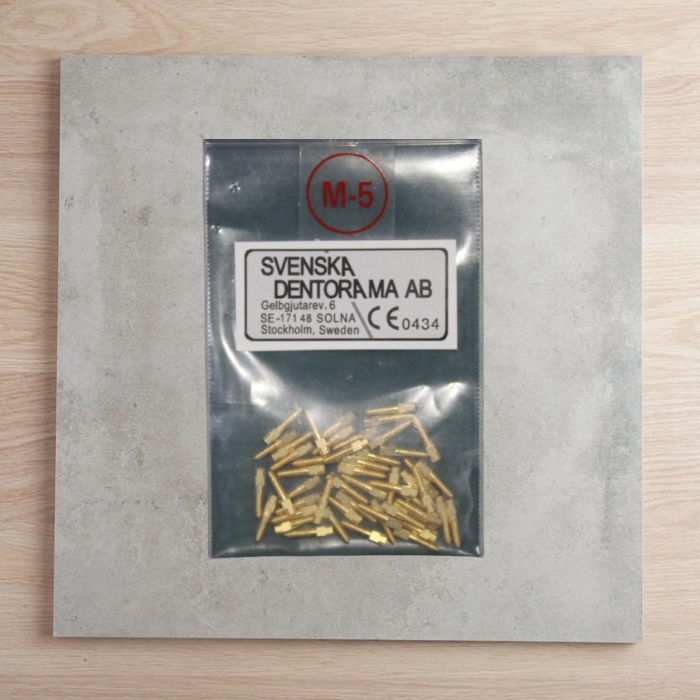 M-5
SVENSKA
DENTORAMA AB
Gelbgjutarev. 6
SE-171 48 SOLNA
Stockholm, Sweden
CE 0434